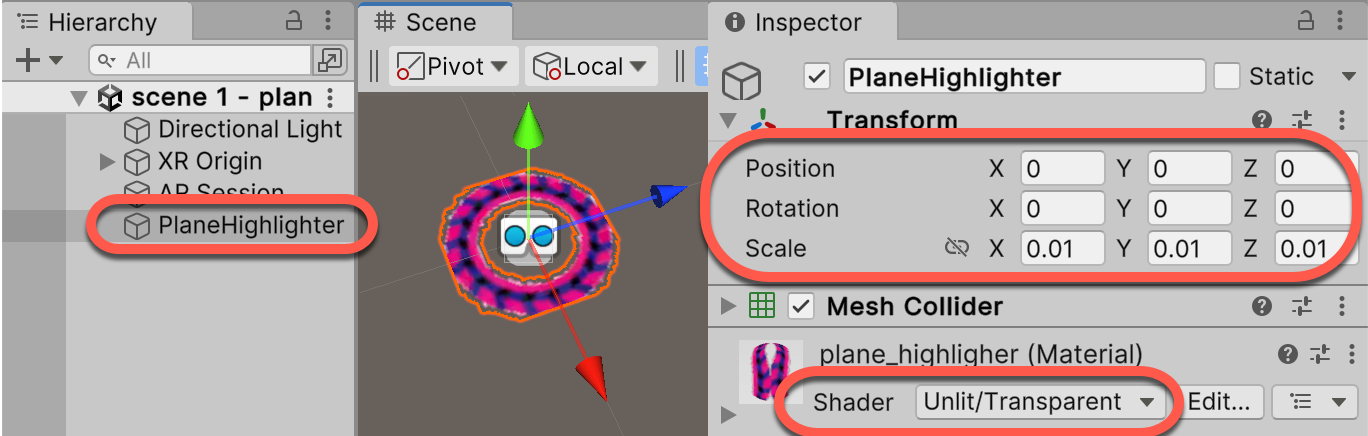 Hierarchy
All
scene 1 - plan
Directional Light
XR Origin
AR Session
PlaneHighlighter
Scene
Pivot
Local
Inspector
PlaneHighlighter
Static
Transform
Position X 0 Y 0 Z 0
Rotation X 0 Y 0 Z 0
Scale X 0.01 Y 0.01 Z 0.01
Mesh Collider
plane_highligher (Material)
Shader Unlit/Transparent Edit...